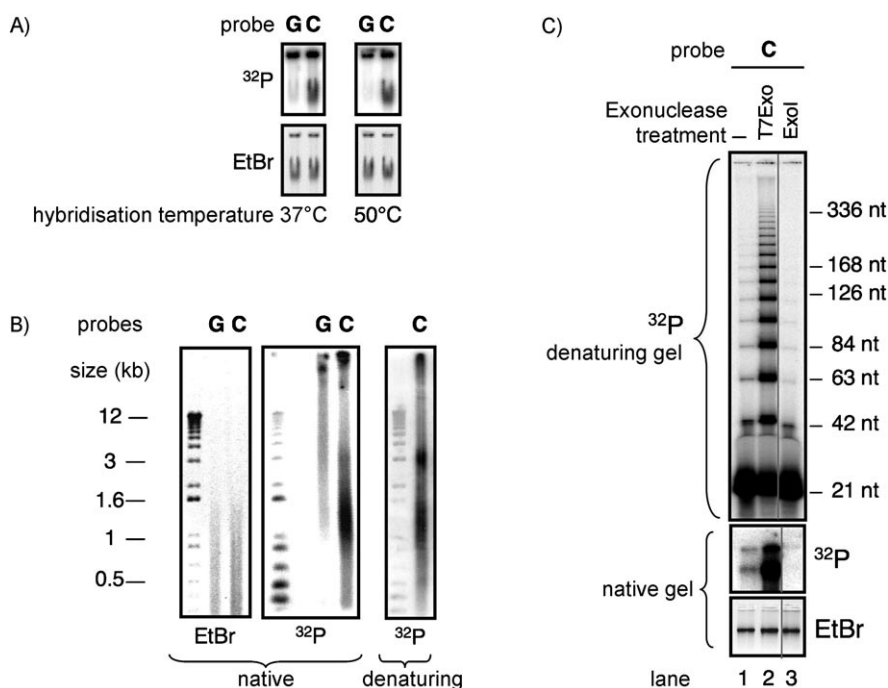 A)
probe G C G C
32P
EtBr
hybridisation temperature 37°C 50°C
B)
probes G C G C C
size (kb)
12
3
1.6
1
0.5
EtBr 32P 32P
native denaturing
C)
probe C
Exonuclease treatment – T7Exo ExoI
336 nt
168 nt
126 nt
32P
denaturing gel
84 nt
63 nt
42 nt
21 nt
native gel
32P
EtBr
lane 1 2 3